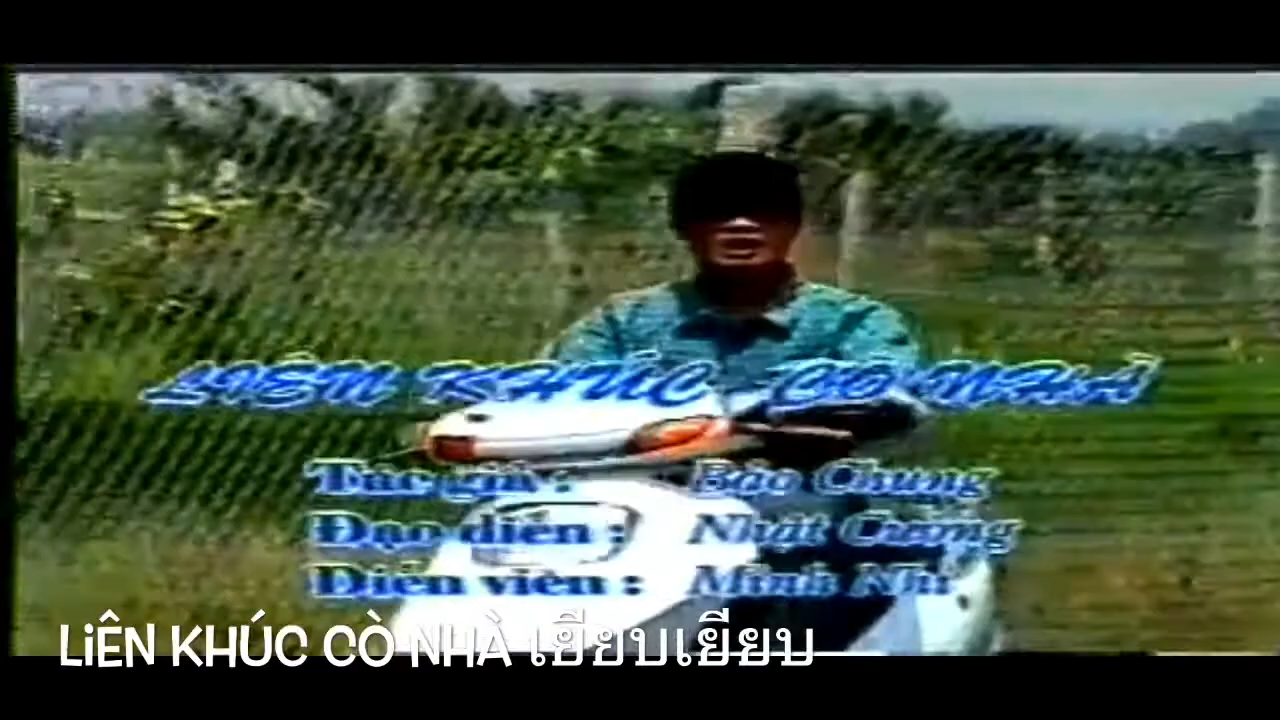 LIÊM KHÚC CÒ NHÀ
Tác giả : Bảo Chung
Đạo diễn : Nhật Cường
Diễn viên : Minh Nhí
LiÊN KHÚC CÒ NHÀ เยียบเยียบ